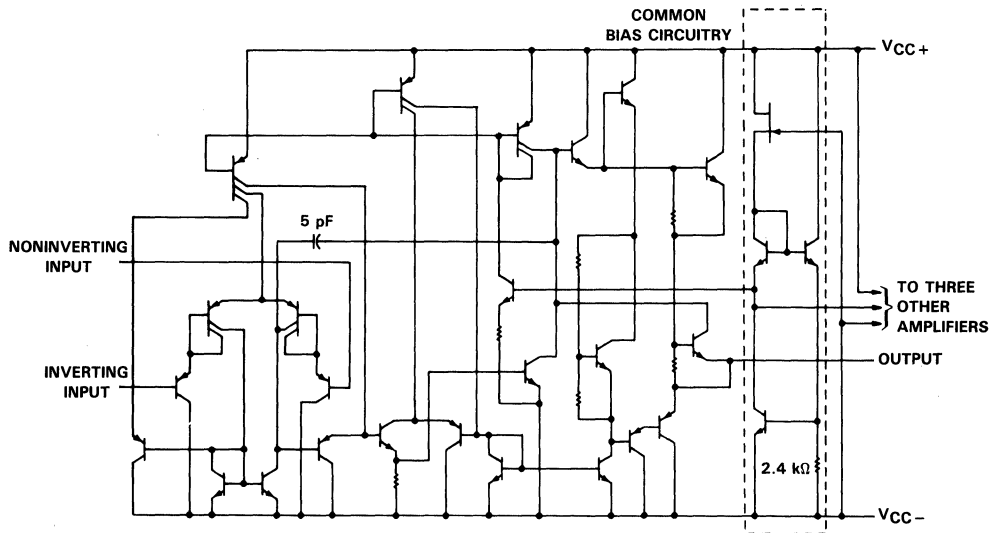 COMMON
BIAS CIRCUITRY
VCC+
5 pF
NONINVERTING
INPUT
TO THREE
OTHER
AMPLIFIERS
OUTPUT
INVERTING
INPUT
2.4 kΩ
VCC−